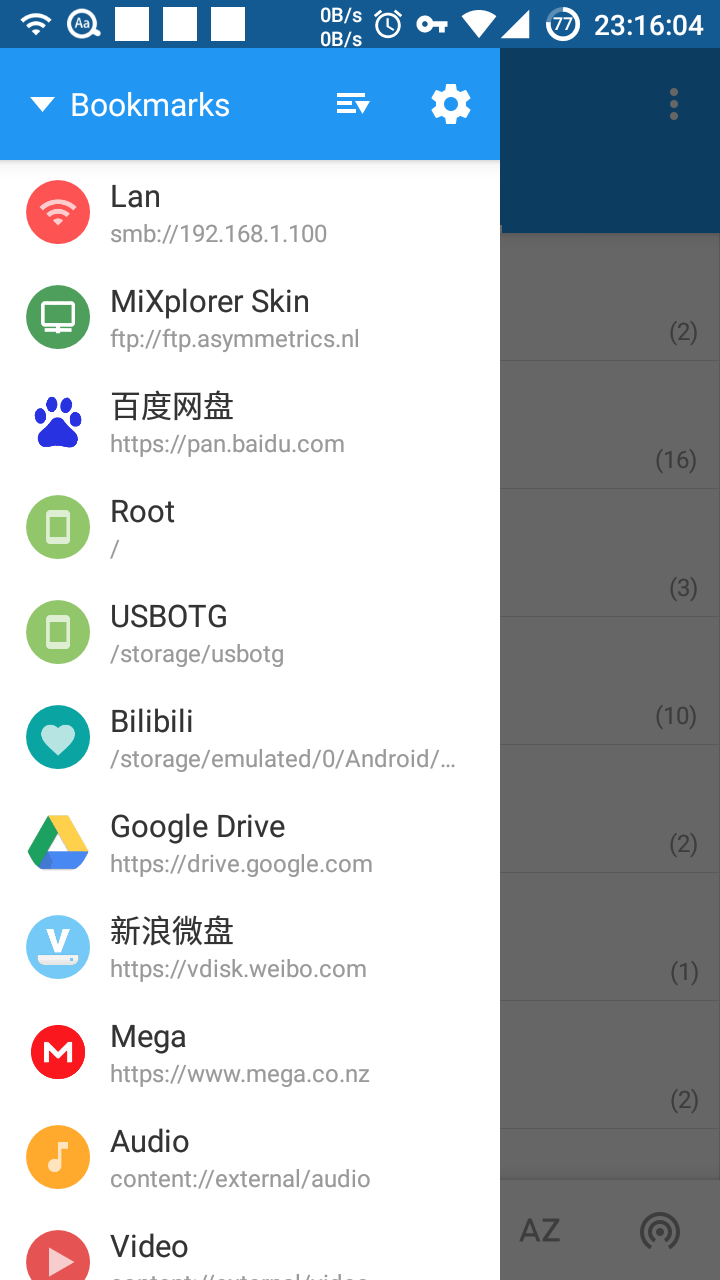 Aa
0B/s
0B/s
77
23:16:04
Bookmarks
Lan
smb://192.168.1.100
MiXplorer Skin
ftp://ftp.asymmetrics.nl
百度网盘
https://pan.baidu.com
Root
/
USBOTG
/storage/usbotg
Bilibili
/storage/emulated/0/Android/...
Google Drive
https://drive.google.com
新浪微盘
https://vdisk.weibo.com
Mega
https://www.mega.co.nz
Audio
content://external/audio
Video
(2)
(16)
(3)
(10)
(2)
(1)
(2)
AZ